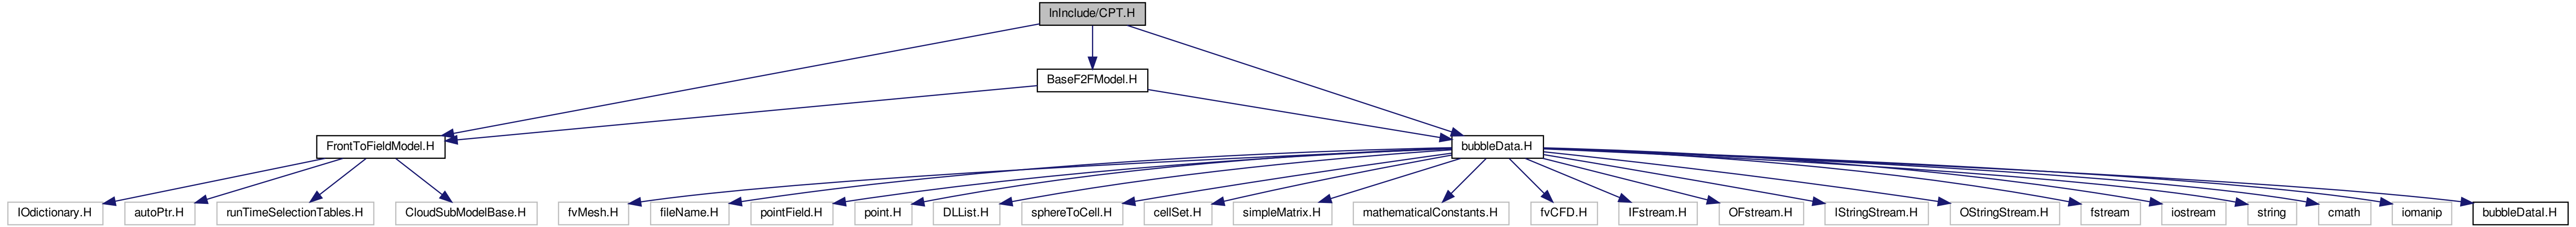 lnInclude/CPT.H
BaseF2FModel.H
FrontToFieldModel.H
bubbleData.H
IOdictionary.H
autoPtr.H
runTimeSelectionTables.H
CloudSubModelBase.H
fvMesh.H
fileName.H
pointField.H
point.H
DLList.H
sphereToCell.H
cellSet.H
simpleMatrix.H
mathematicalConstants.H
fvCFD.H
IFstream.H
OFstream.H
IStringStream.H
OStringStream.H
fstream
iostream
string
cmath
iomanip
bubbleDataI.H